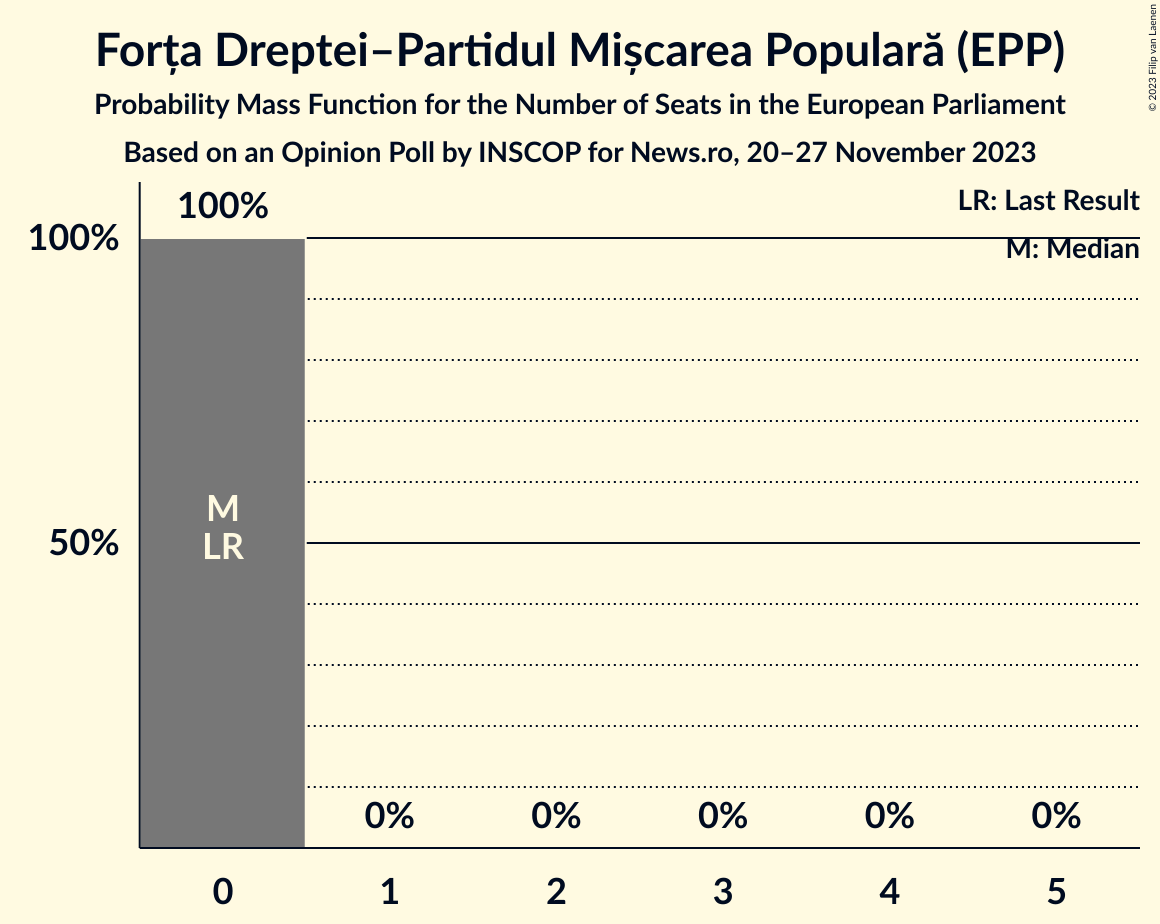 Forța Dreptei–Partidul Mișcarea Populară (EPP)
Probability Mass Function for the Number of Seats in the European Parliament
Based on an Opinion Poll by INSCOP for News.ro, 20–27 November 2023
© 2023 Filip van Laenen
LR: Last Result
M: Median
100%
100%
50%
M
LR
0% 0% 0% 0% 0%
0 1 2 3 4 5